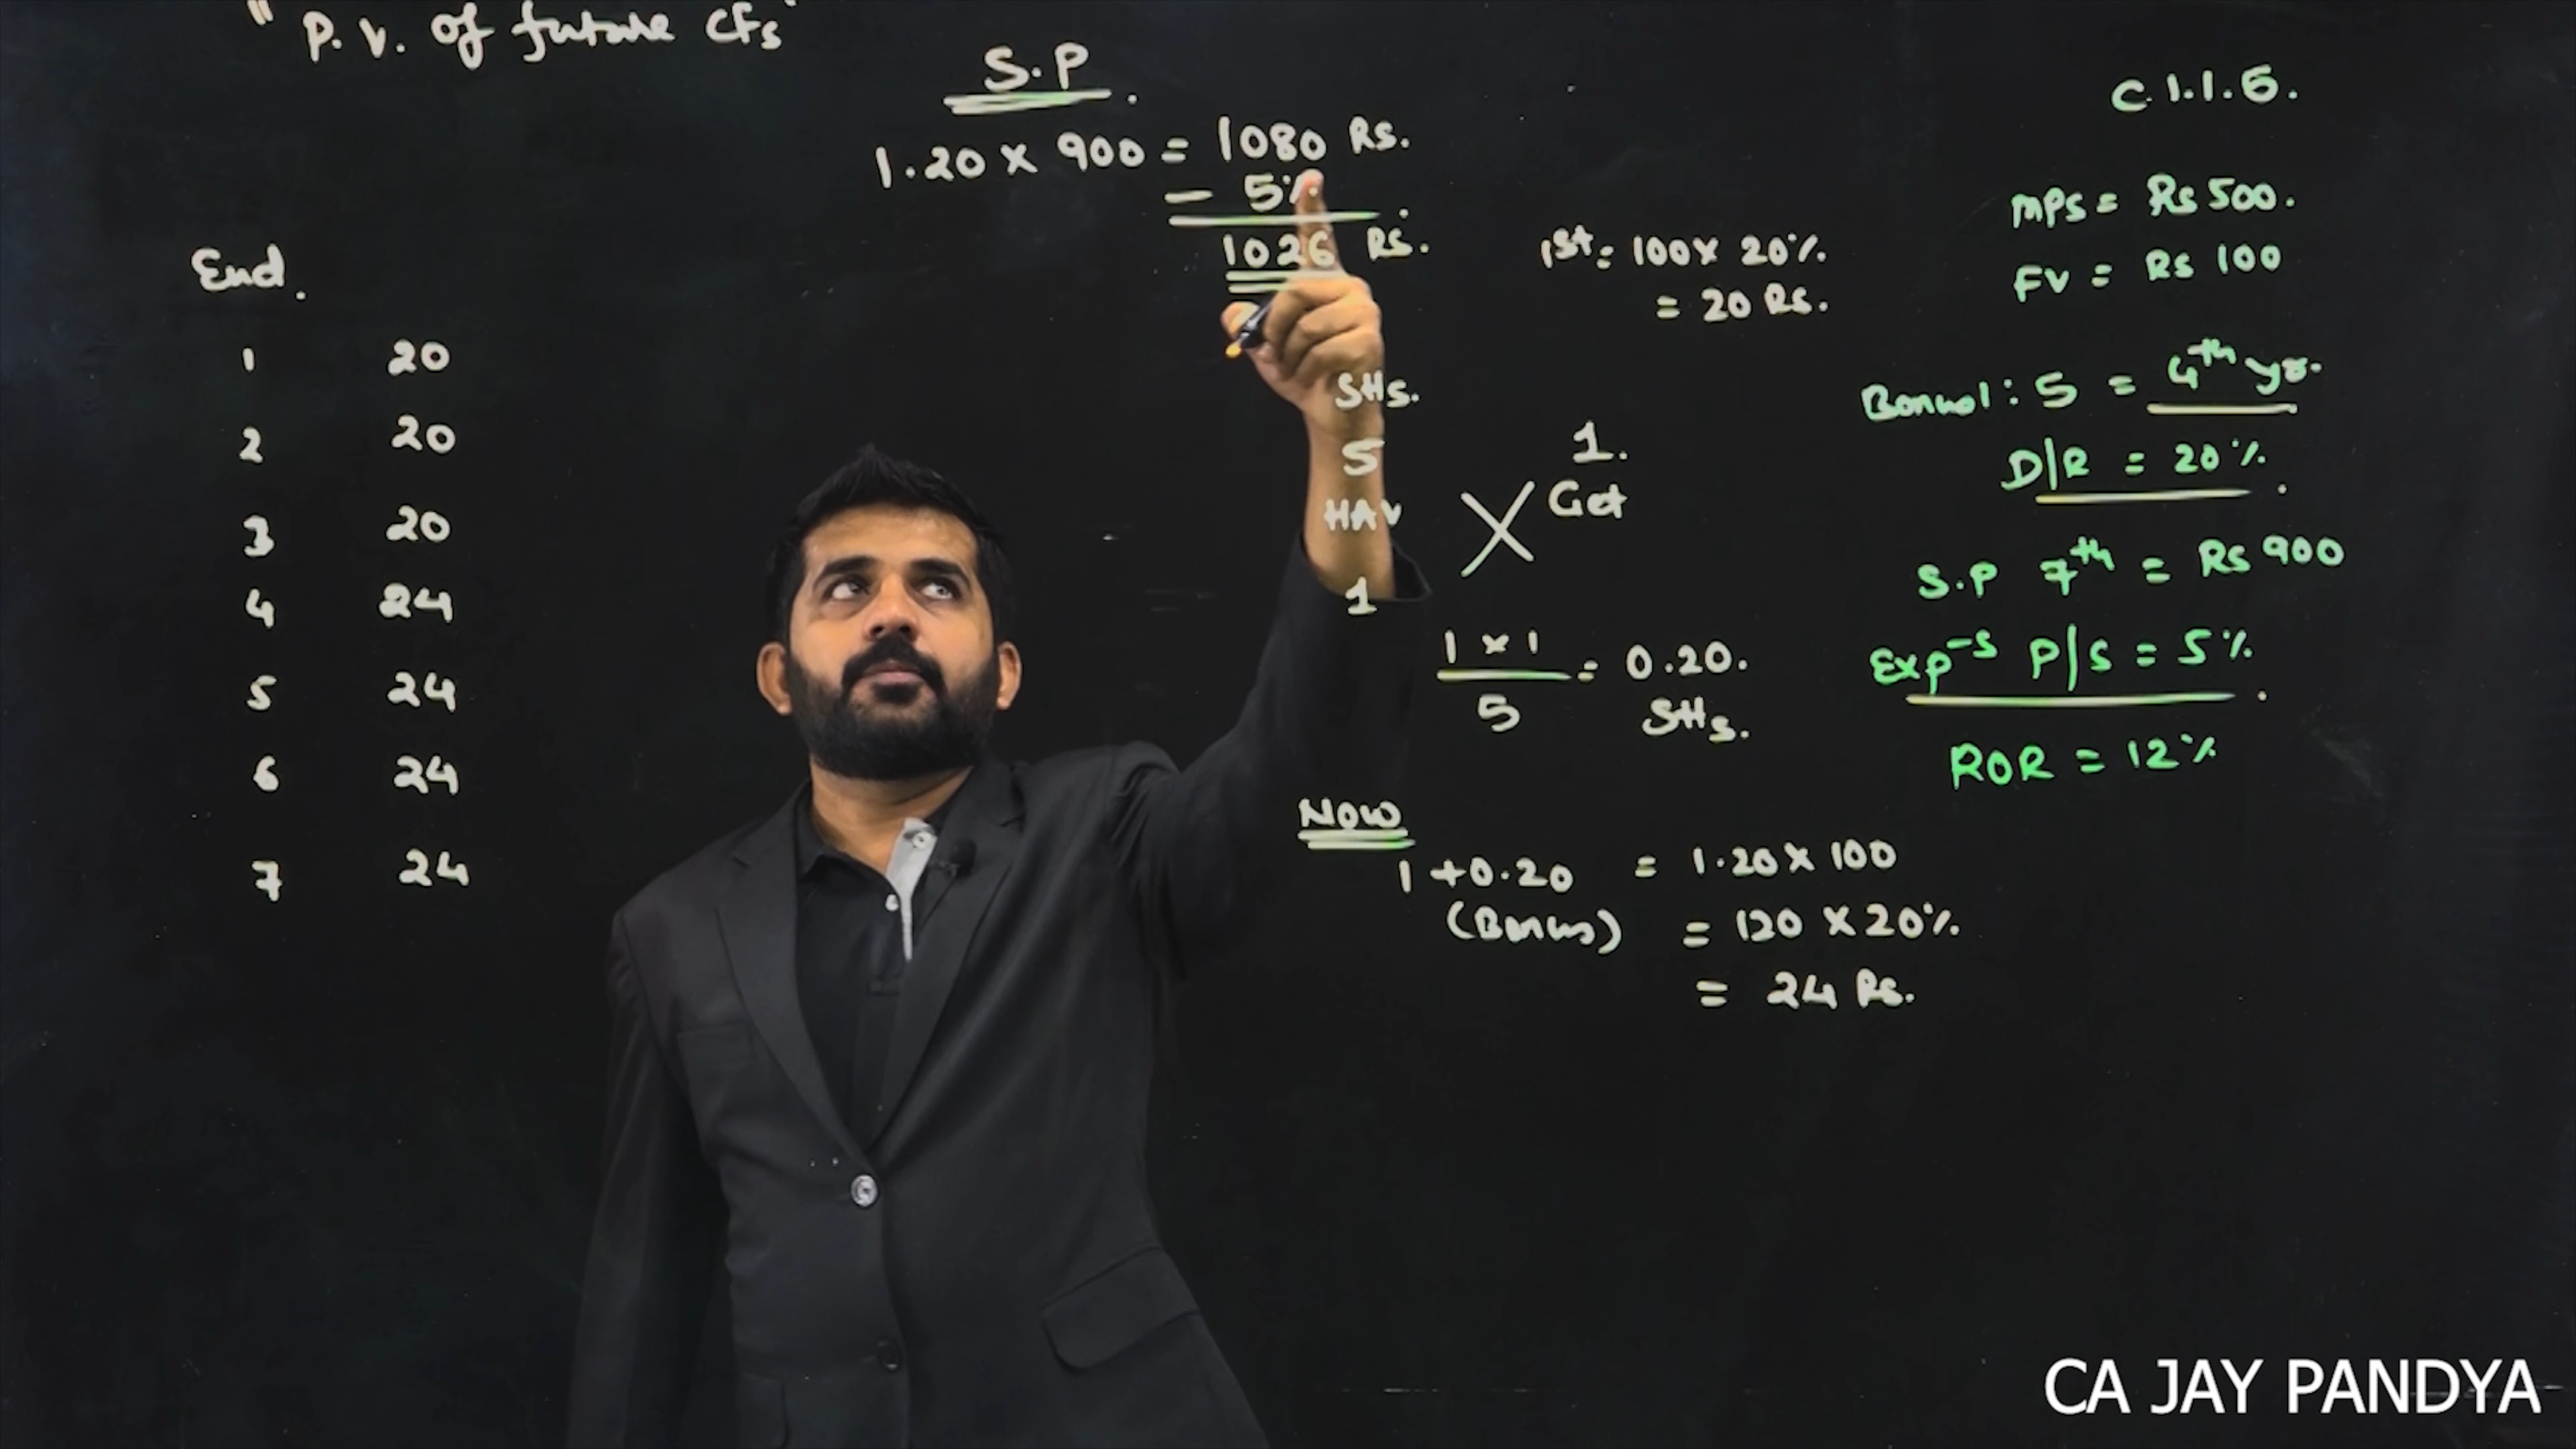 " P. V. of future CFs "
S.P
1.20 x 900 = 1080 Rs.
- 5%
1026 Rs.
End.
1 20
2 20
3 20
4 24
5 24
6 24
7 24
1st = 100 x 20%
= 20 Rs.
SHs.
5 1.
HAV Get
1
1 x 1
5
= 0.20.
SHs.
Now
1 + 0.20 = 1.20 x 100
(Bonus) = 120 x 20%
= 24 Rs.
C.1.1.5.
MPS = Rs 500.
FV = Rs 100
Bonus 1 : 5 = 4th yr.
D/R = 20%.
S.P 7th = Rs 900
Exp-s P/S = 5%.
ROR = 12%
CA JAY PANDYA